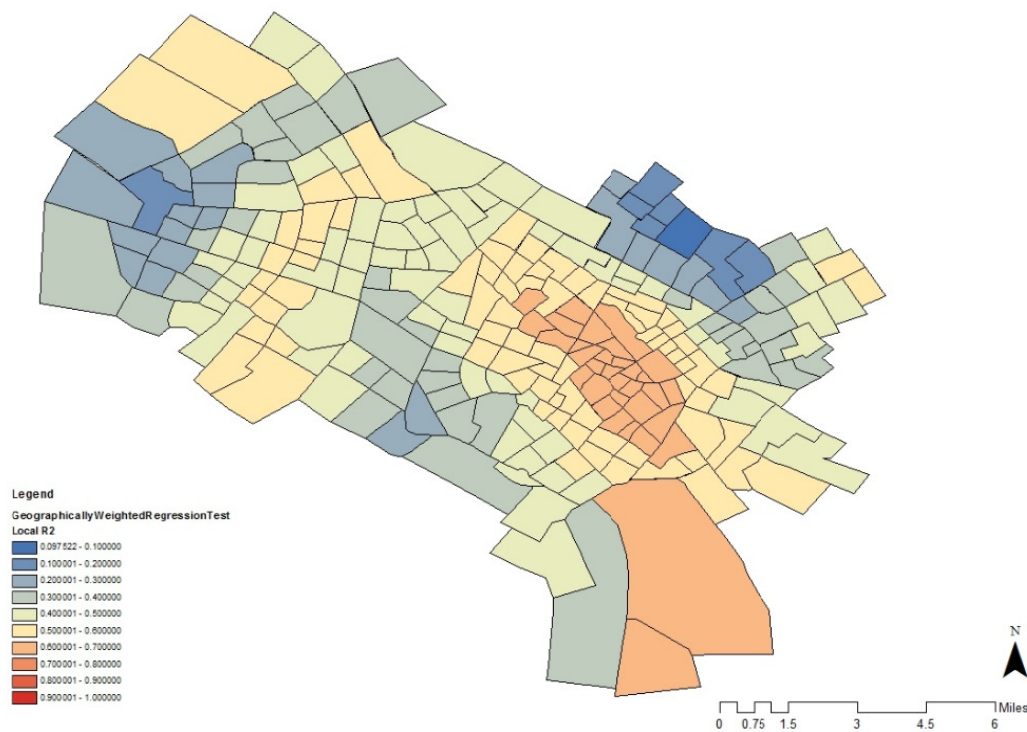 Legend
GeographicallyWeightedRegressionTest
Local R2
0.097522 - 0.100000
0.100001 - 0.200000
0.200001 - 0.300000
0.300001 - 0.400000
0.400001 - 0.500000
0.500001 - 0.600000
0.600001 - 0.700000
0.700001 - 0.800000
0.800001 - 0.900000
0.900001 - 1.000000
N
Miles
0 0.75 1.5 3 4.5 6